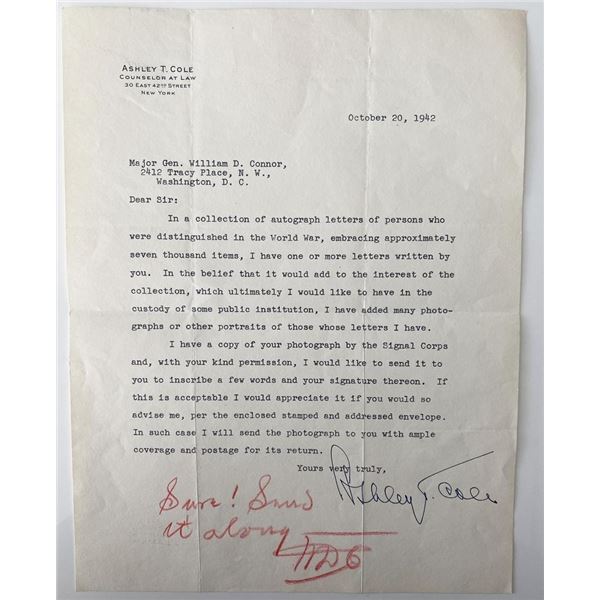 ASHLEY T. COLE
COUNSELOR AT LAW
30 EAST 42ND STREET
NEW YORK
October 20, 1942
Major Gen. William D. Connor,
2412 Tracy Place, N. W.,
Washington, D. C.
Dear Sir:
In a collection of autograph letters of persons who
were distinguished in the World War, embracing approximately
seven thousand items, I have one or more letters written by
you. In the belief that it would add to the interest of the
collection, which ultimately I would like to have in the
custody of some public institution, I have added many photo-
graphs or other portraits of those whose letters I have.
I have a copy of your photograph by the Signal Corps
and, with your kind permission, I would like to send it to
you to inscribe a few words and your signature thereon. If
this is acceptable I would appreciate it if you would so
advise me, per the enclosed stamped and addressed envelope.
In such case I will send the photograph to you with ample
coverage and postage for its return.
Yours very truly,
Ashley T. Cole
Sure! Send
it along
WDC